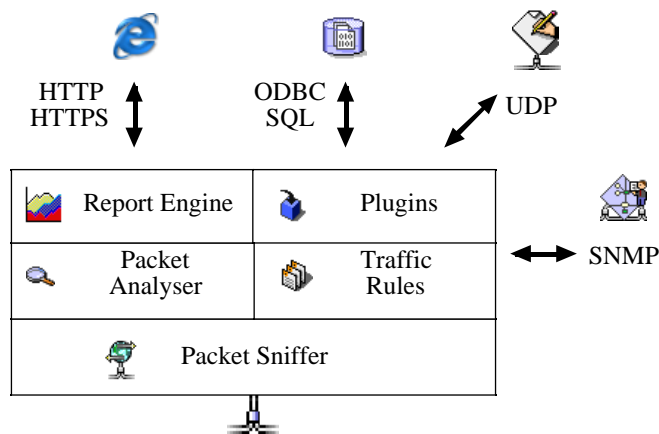 HTTP
HTTPS
ODBC
SQL
UDP
Report Engine
Plugins
SNMP
Packet
Analyser
Traffic
Rules
Packet Sniffer